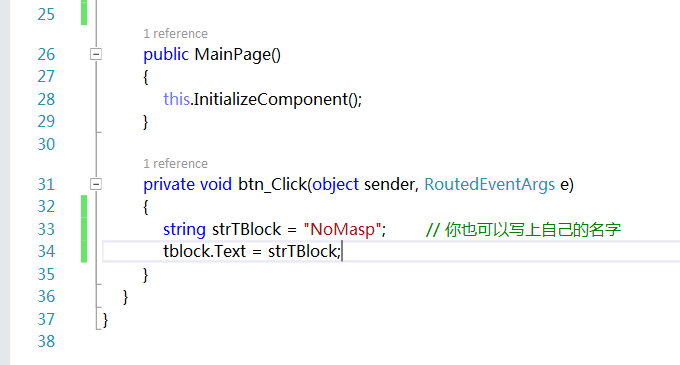 25
1 reference
26 public MainPage()
27 {
28 this.InitializeComponent();
29 }
30
1 reference
31 private void btn_Click(object sender, RoutedEventArgs e)
32 {
33 string strTBlock = "NoMasp"; // 你也可以写上自己的名字
34 tblock.Text = strTBlock;
35 }
36 }
37 }
38